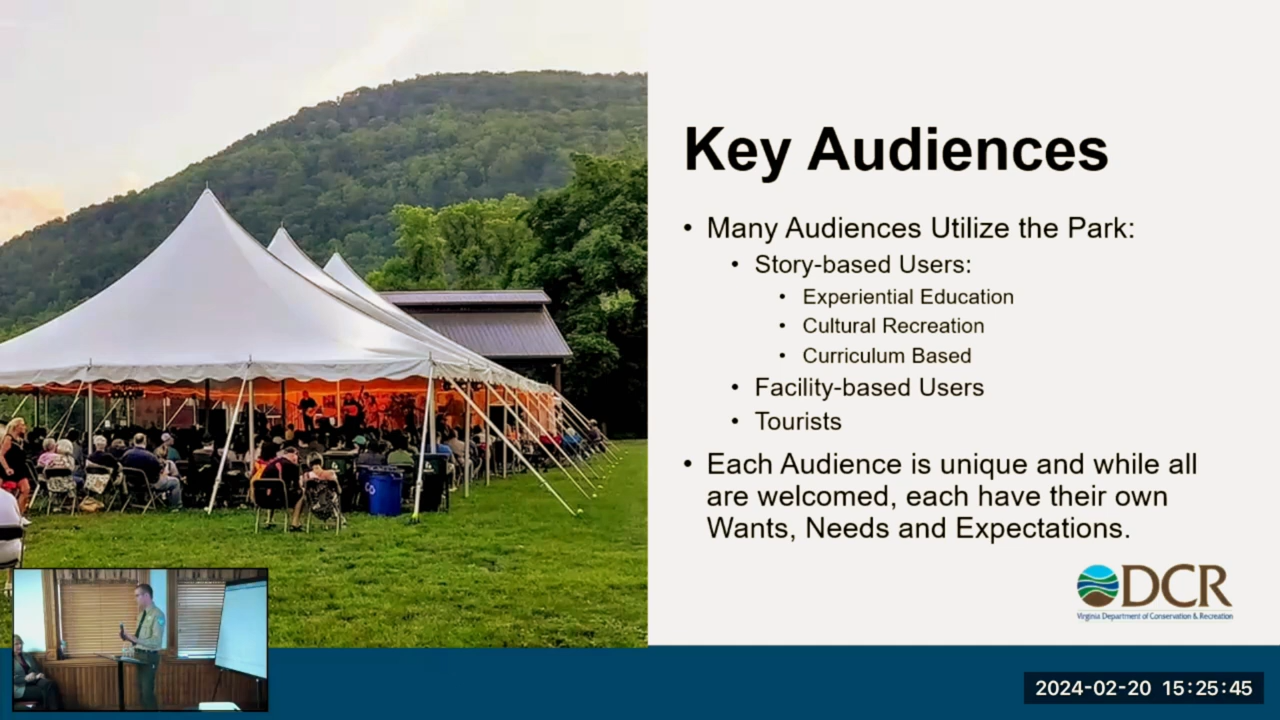 Key Audiences
• Many Audiences Utilize the Park:
• Story-based Users:
• Experiential Education
• Cultural Recreation
• Curriculum Based
• Facility-based Users
• Tourists
• Each Audience is unique and while all
are welcomed, each have their own
Wants, Needs and Expectations.
DCR
Virginia Department of Conservation & Recreation
2024-02-20 15:25:45